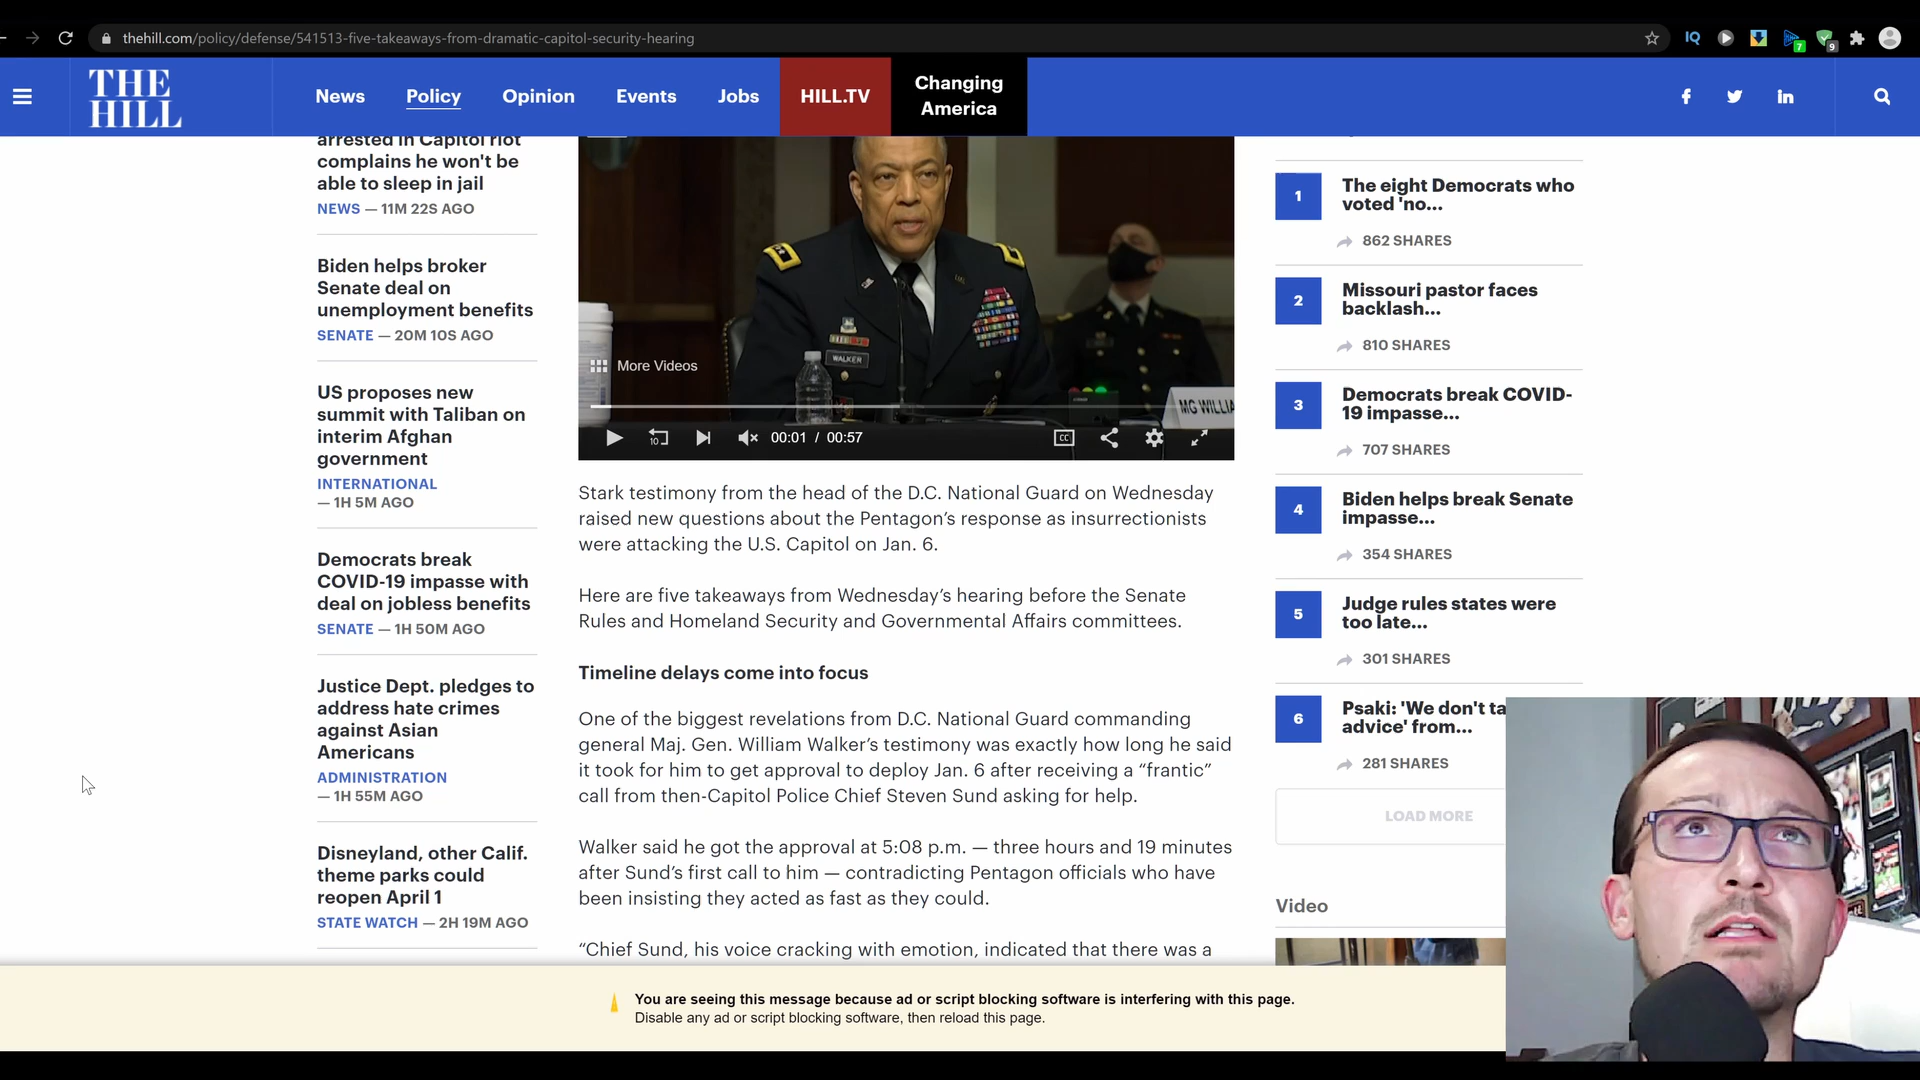 thehill.com/policy/defense/541513-five-takeaways-from-dramatic-capitol-security-hearing
IQ
7
9
THE
HILL
News
Policy
Opinion
Events
Jobs
HILL.TV
Changing
America
arrested in Capitol riot
complains he won't be
able to sleep in jail
NEWS — 11M 22S AGO
Biden helps broker
Senate deal on
unemployment benefits
SENATE — 20M 10S AGO
US proposes new
summit with Taliban on
interim Afghan
government
INTERNATIONAL
— 1H 5M AGO
Democrats break
COVID-19 impasse with
deal on jobless benefits
SENATE — 1H 50M AGO
Justice Dept. pledges to
address hate crimes
against Asian
Americans
ADMINISTRATION
— 1H 55M AGO
Disneyland, other Calif.
theme parks could
reopen April 1
STATE WATCH — 2H 19M AGO
WALKER
MG WILLIA
More Videos
10
00:01 / 00:57
CC
Stark testimony from the head of the D.C. National Guard on Wednesday
raised new questions about the Pentagon’s response as insurrectionists
were attacking the U.S. Capitol on Jan. 6.
Here are five takeaways from Wednesday’s hearing before the Senate
Rules and Homeland Security and Governmental Affairs committees.
Timeline delays come into focus
One of the biggest revelations from D.C. National Guard commanding
general Maj. Gen. William Walker’s testimony was exactly how long he said
it took for him to get approval to deploy Jan. 6 after receiving a “frantic”
call from then-Capitol Police Chief Steven Sund asking for help.
Walker said he got the approval at 5:08 p.m. — three hours and 19 minutes
after Sund’s first call to him — contradicting Pentagon officials who have
been insisting they acted as fast as they could.
“Chief Sund, his voice cracking with emotion, indicated that there was a
1
The eight Democrats who
voted 'no...
862 SHARES
2
Missouri pastor faces
backlash...
810 SHARES
3
Democrats break COVID-
19 impasse...
707 SHARES
4
Biden helps break Senate
impasse...
354 SHARES
5
Judge rules states were
too late...
301 SHARES
6
Psaki: 'We don't ta
advice' from...
281 SHARES
LOAD MORE
Video
You are seeing this message because ad or script blocking software is interfering with this page.
Disable any ad or script blocking software, then reload this page.